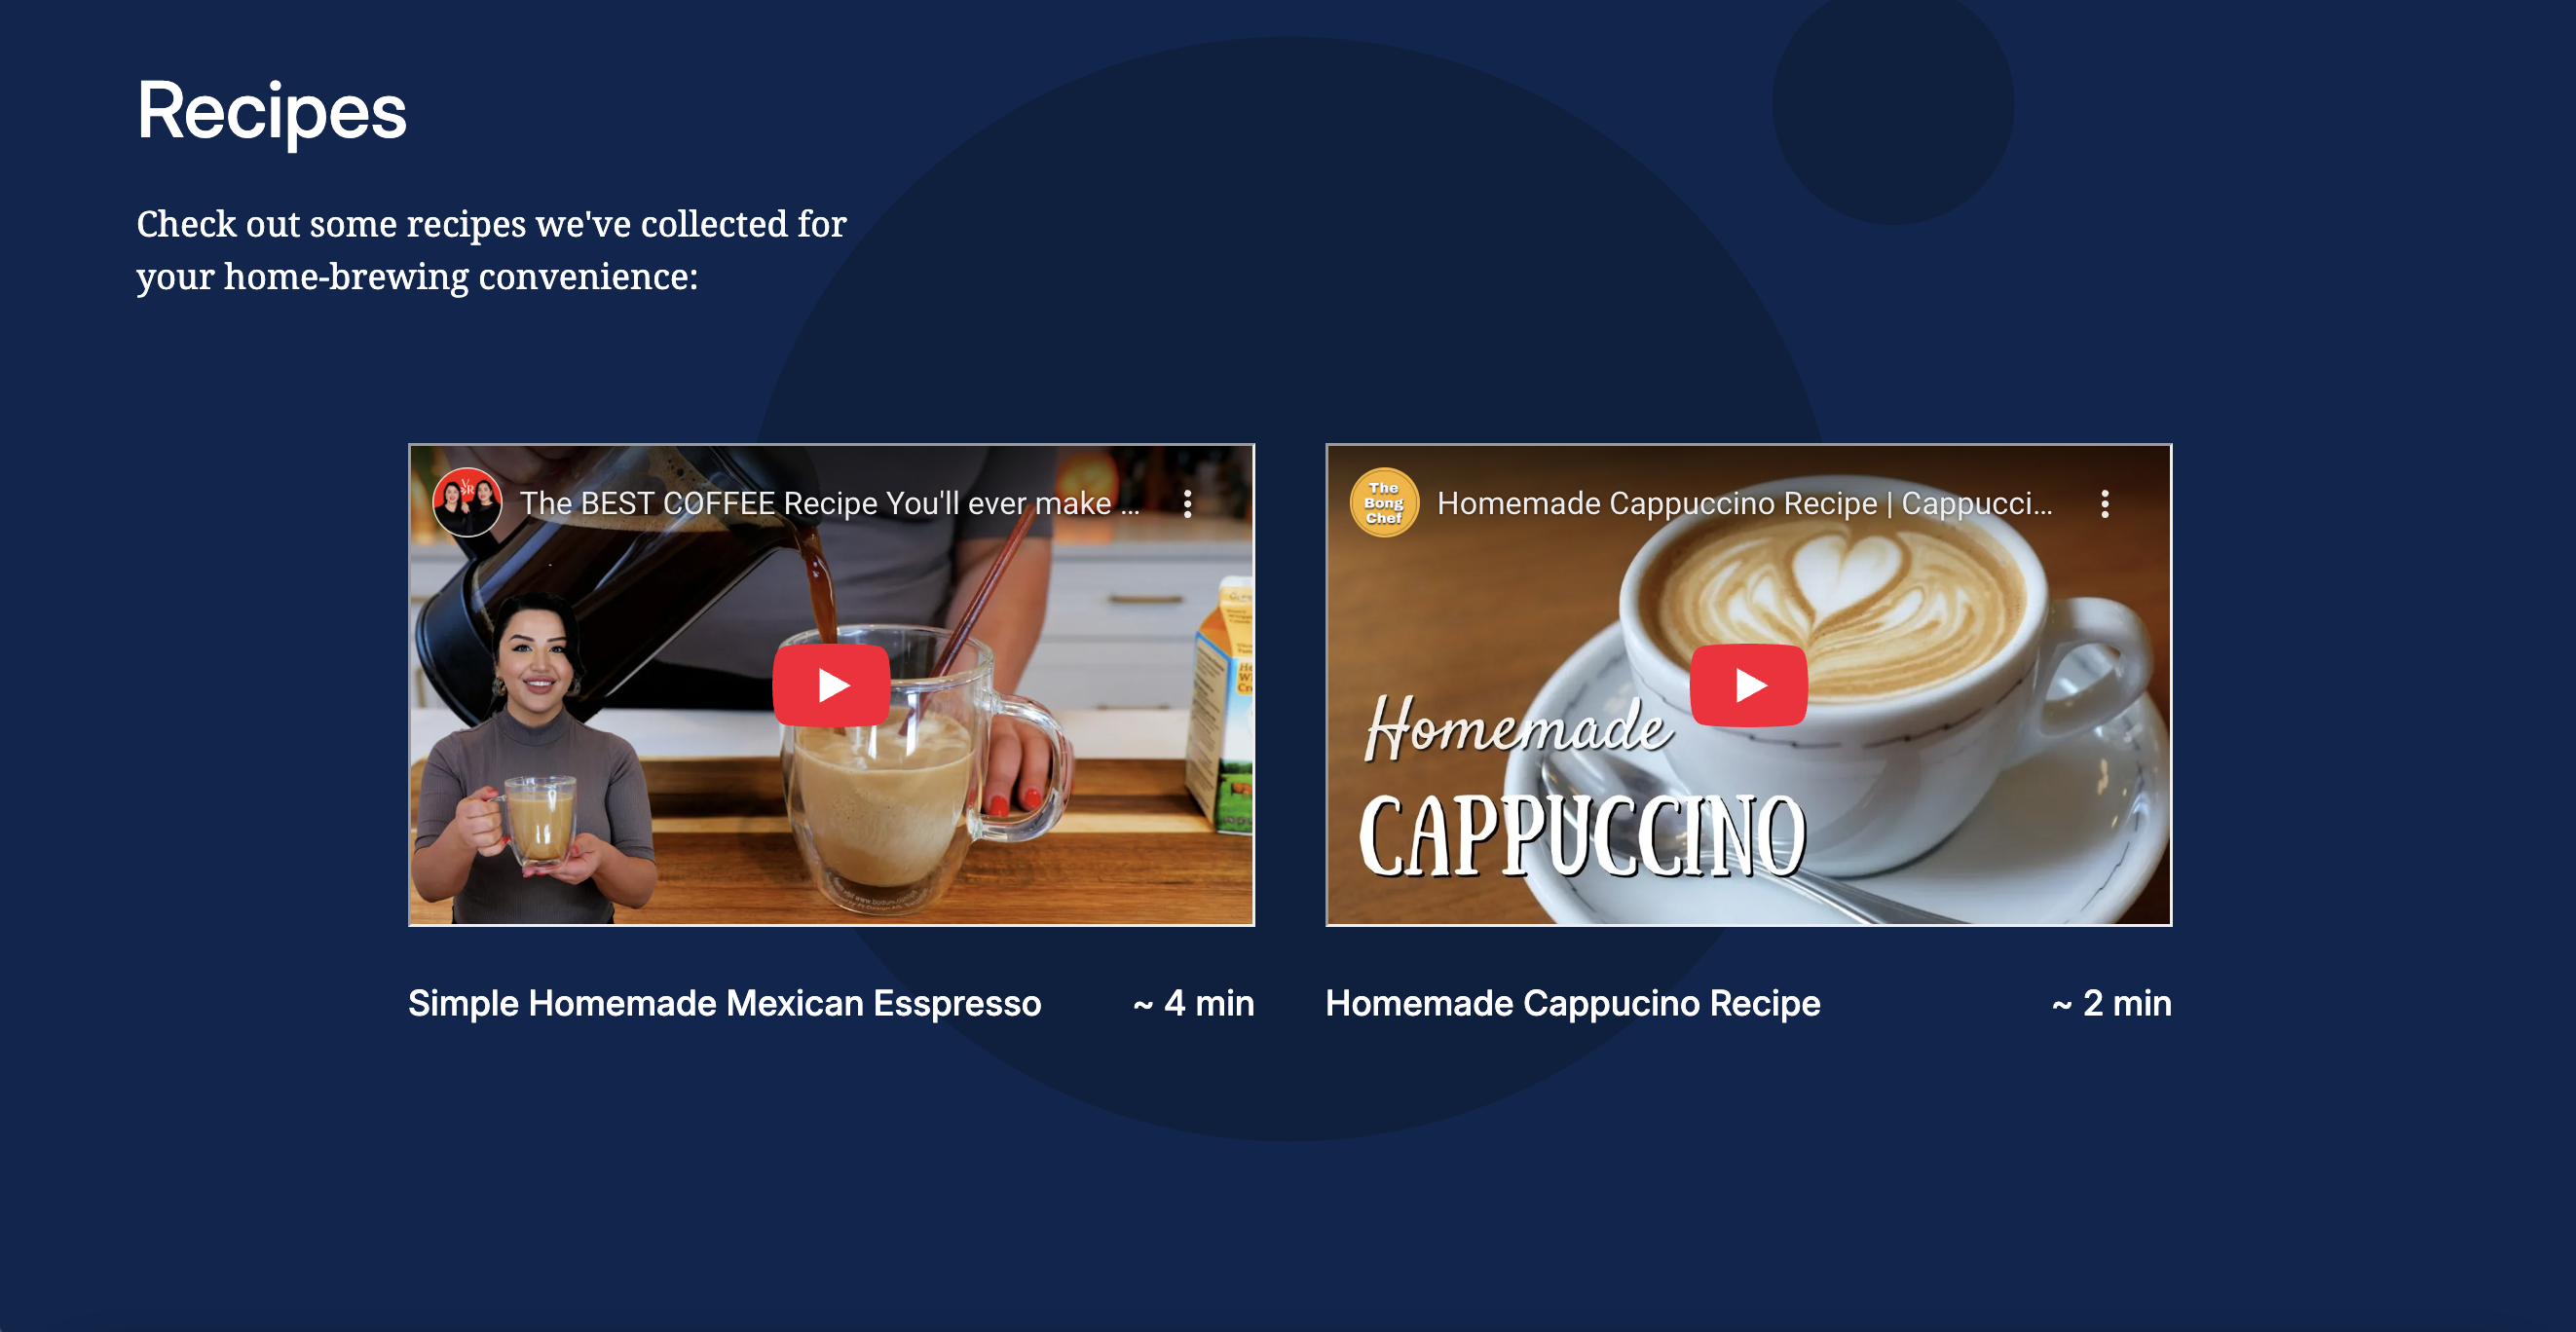 Recipes
Check out some recipes we've collected for
your home-brewing convenience:
The BEST COFFEE Recipe You'll ever make ...
The
Bong
Chef
Homemade Cappuccino Recipe | Cappucci...
Homemade
CAPPUCCINO
Simple Homemade Mexican Esspresso
~ 4 min
Homemade Cappucino Recipe
~ 2 min